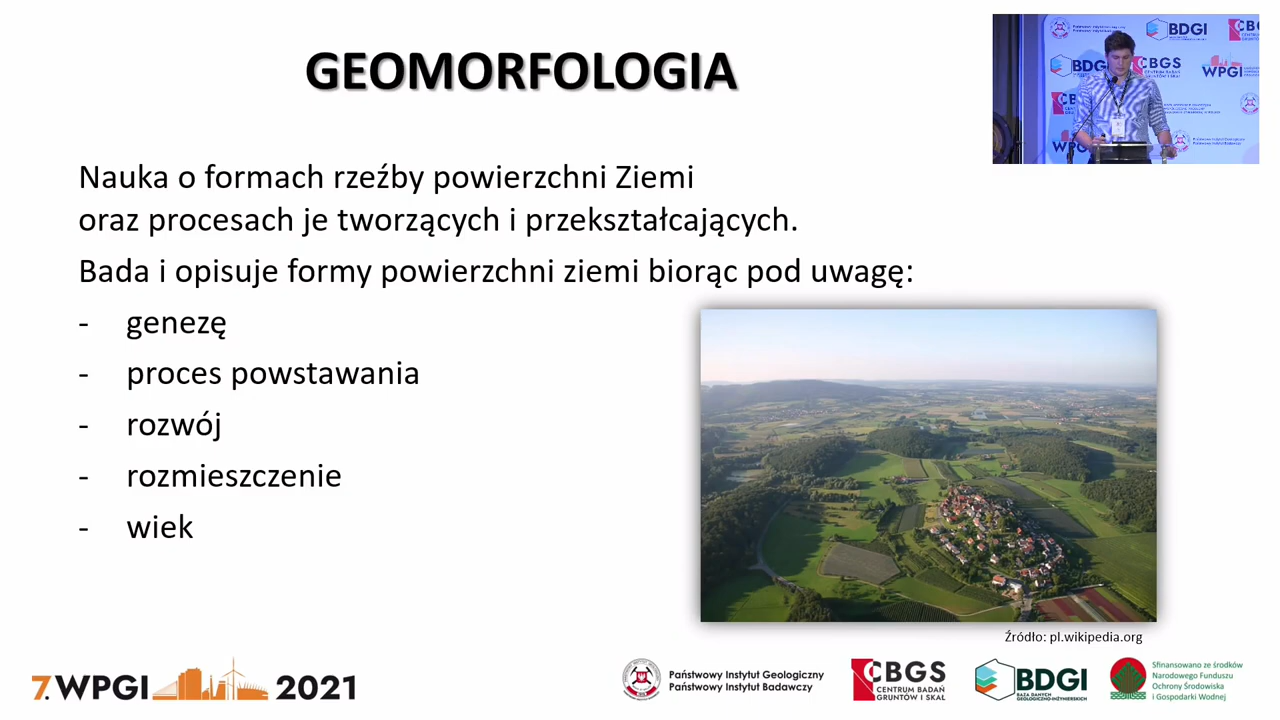 GEOMORFOLOGIA
Nauka o formach rzeźby powierzchni Ziemi
oraz procesach je tworzących i przekształcających.
Bada i opisuje formy powierzchni ziemi biorąc pod uwagę:
- genezę
- proces powstawania
- rozwój
- rozmieszczenie
- wiek
Źródło: pl.wikipedia.org
7. WPGI 2021
Państwowy Instytut Geologiczny
Państwowy Instytut Badawczy
CBGS
CENTRUM BADAŃ
GRUNTÓW I SKAŁ
BDGI
BAZA DANYCH
GEOLOGICZNO-INŻYNIERSKICH
Sfinansowano ze środków
Narodowego Funduszu
Ochrony Środowiska
i Gospodarki Wodnej
BDGI
CBGS
WPGI